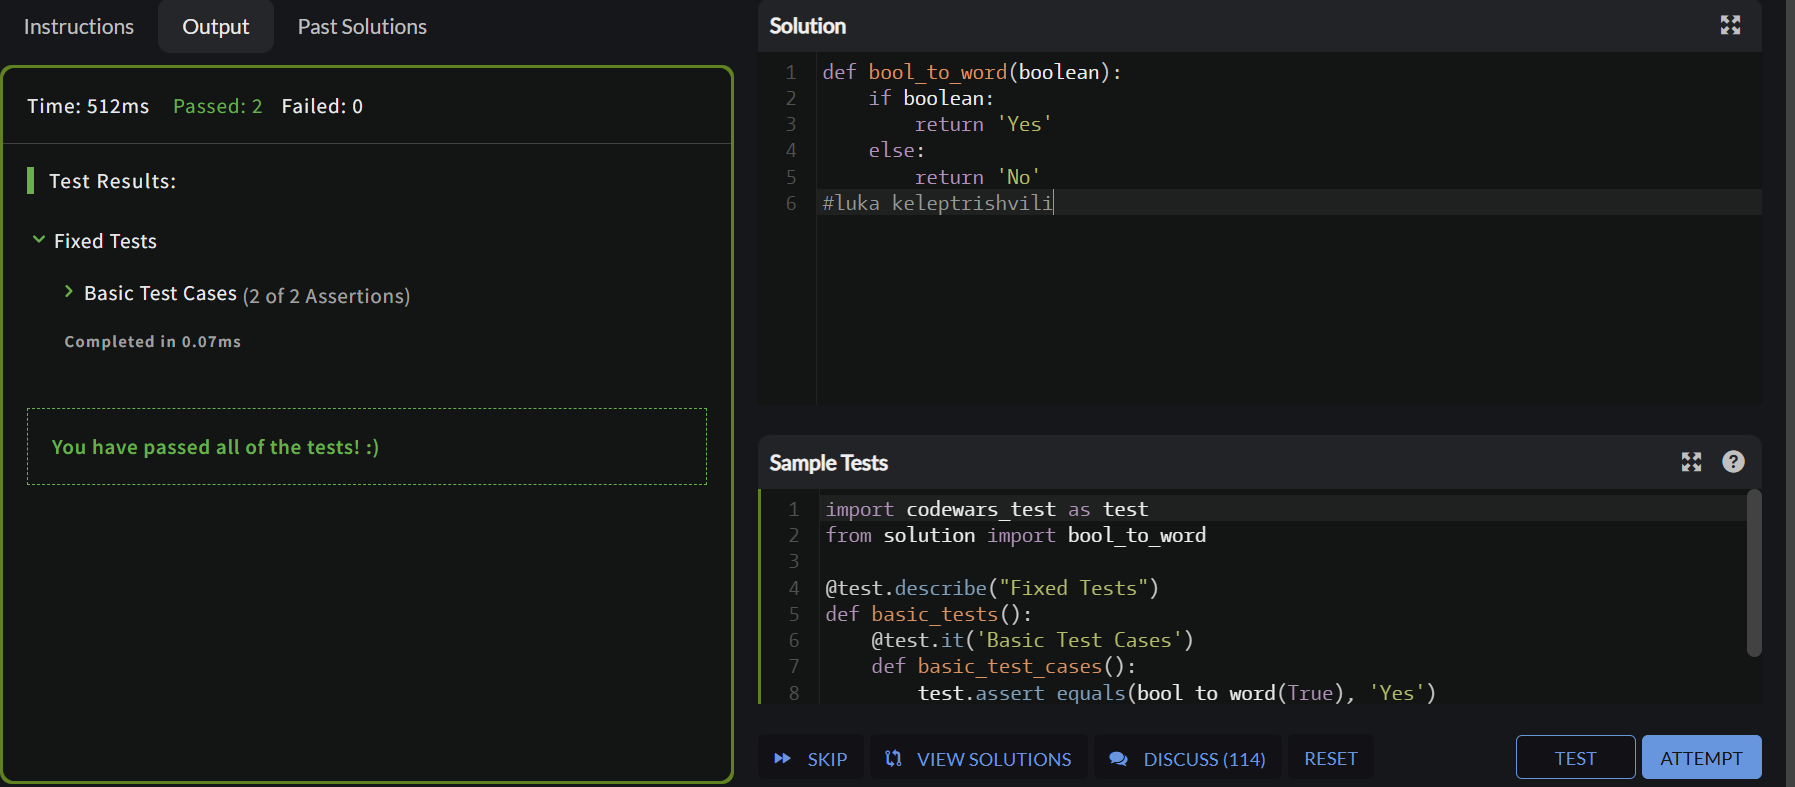 Instructions
Output
Past Solutions
Time: 512ms Passed: 2 Failed: 0
Test Results:
Fixed Tests
Basic Test Cases (2 of 2 Assertions)
Completed in 0.07ms
You have passed all of the tests! :)
Solution
1 def bool_to_word(boolean):
2     if boolean:
3         return 'Yes'
4     else:
5         return 'No'
6 #luka keleptrishvili
Sample Tests
?
1 import codewars_test as test
2 from solution import bool_to_word
3
4 @test.describe("Fixed Tests")
5 def basic_tests():
6     @test.it('Basic Test Cases')
7     def basic_test_cases():
8         test.assert_equals(bool_to_word(True), 'Yes')
SKIP
VIEW SOLUTIONS
DISCUSS (114)
RESET
TEST
ATTEMPT